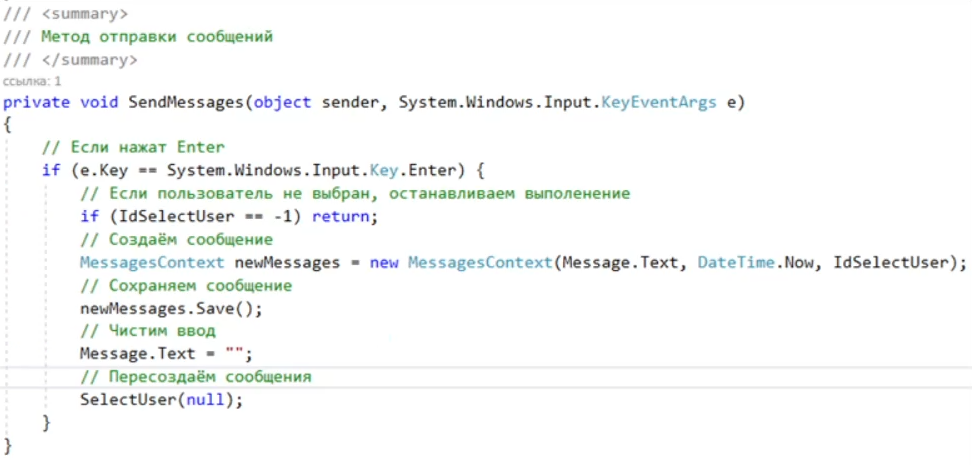 /// <summary>
/// Метод отправки сообщений
/// </summary>
ссылка: 1
private void SendMessages(object sender, System.Windows.Input.KeyEventArgs e)
{
// Если нажат Enter
if (e.Key == System.Windows.Input.Key.Enter) {
// Если пользователь не выбран, останавливаем выполенение
if (IdSelectUser == -1) return;
// Создаём сообщение
MessagesContext newMessages = new MessagesContext(Message.Text, DateTime.Now, IdSelectUser);
// Сохраняем сообщение
newMessages.Save();
// Чистим ввод
Message.Text = "";
// Пересоздаём сообщения
SelectUser(null);
}
}